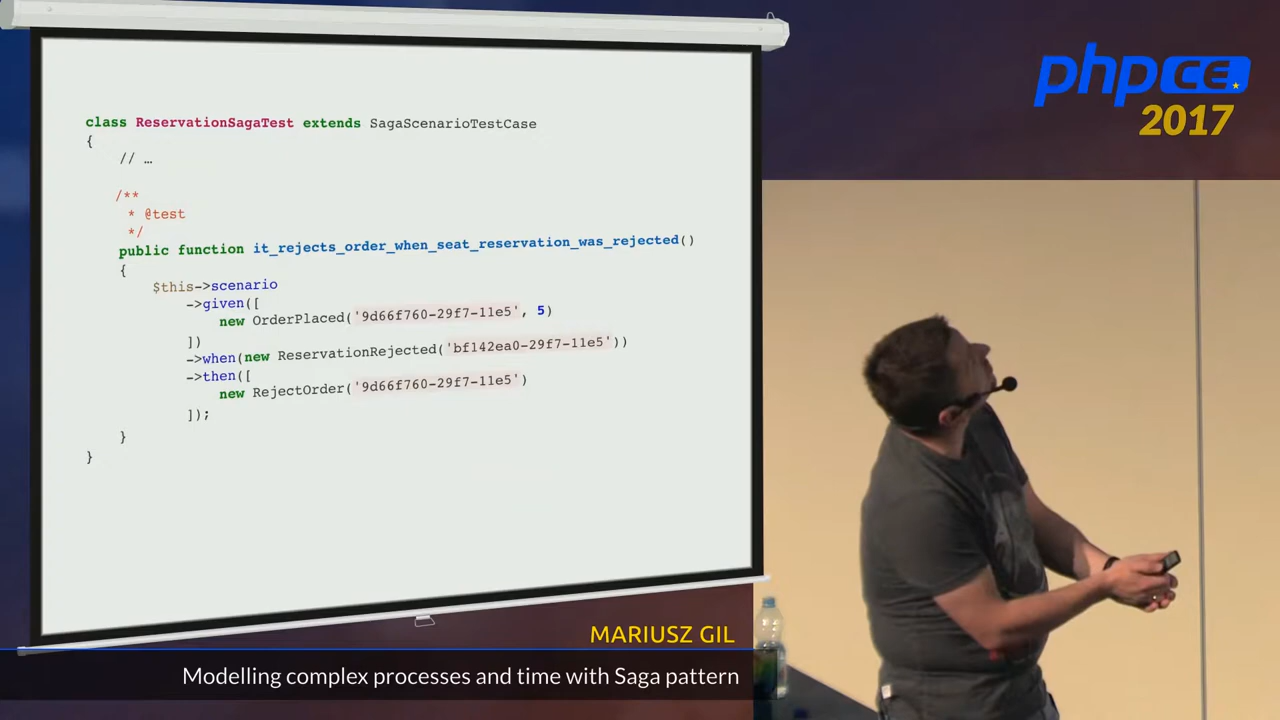 class ReservationSagaTest extends SagaScenarioTestCase
{
// …
/**
* @test
*/
public function it_rejects_order_when_seat_reservation_was_rejected()
{
$this->scenario
->given([
new OrderPlaced('9d66f760-29f7-11e5', 5)
])
->when(new ReservationRejected('bf142ea0-29f7-11e5'))
->then([
new RejectOrder('9d66f760-29f7-11e5')
]);
}
}
phpCE
2017
MARIUSZ GIL
Modelling complex processes and time with Saga pattern